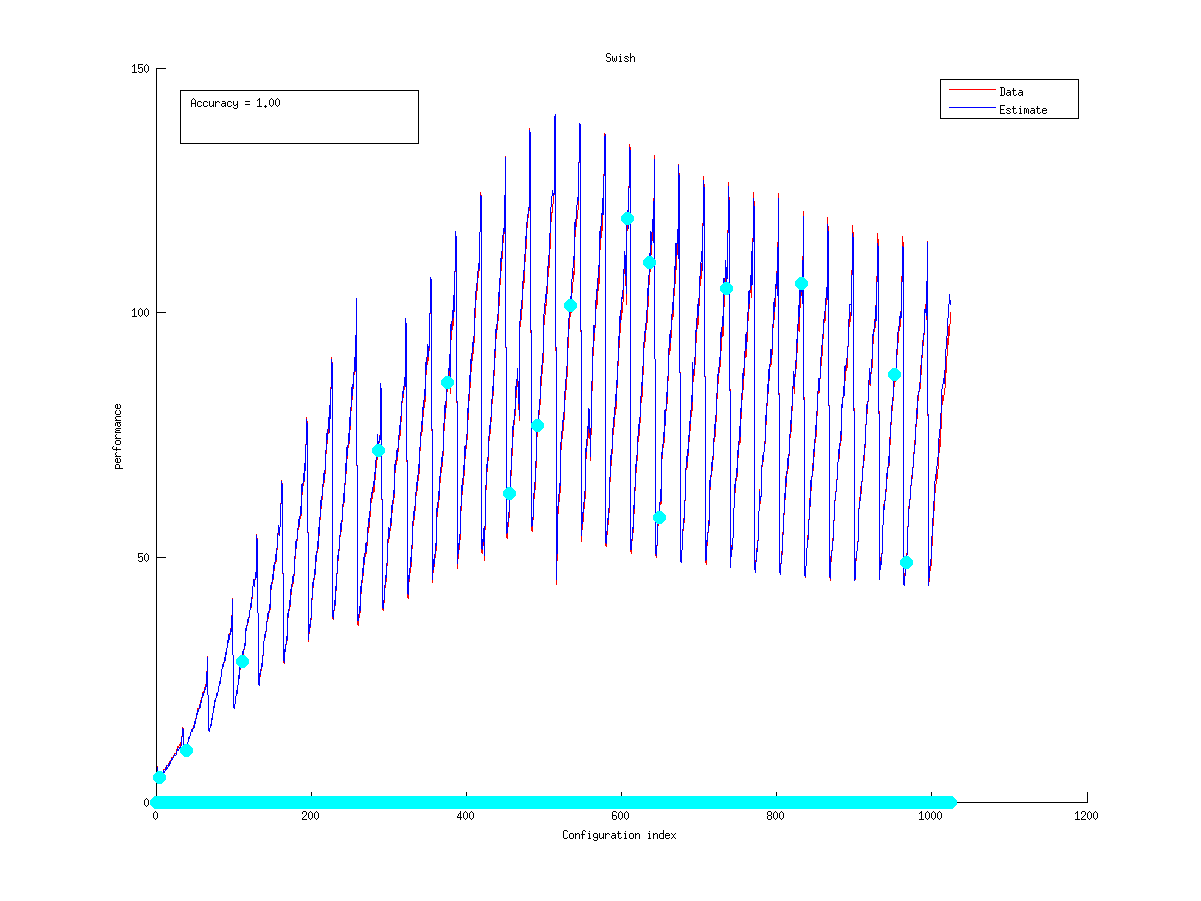 Swish
150
Accuracy = 1.00
Data
Estimate
100
performance
50
0
0 200 400 600 800 1000 1200
Configuration index